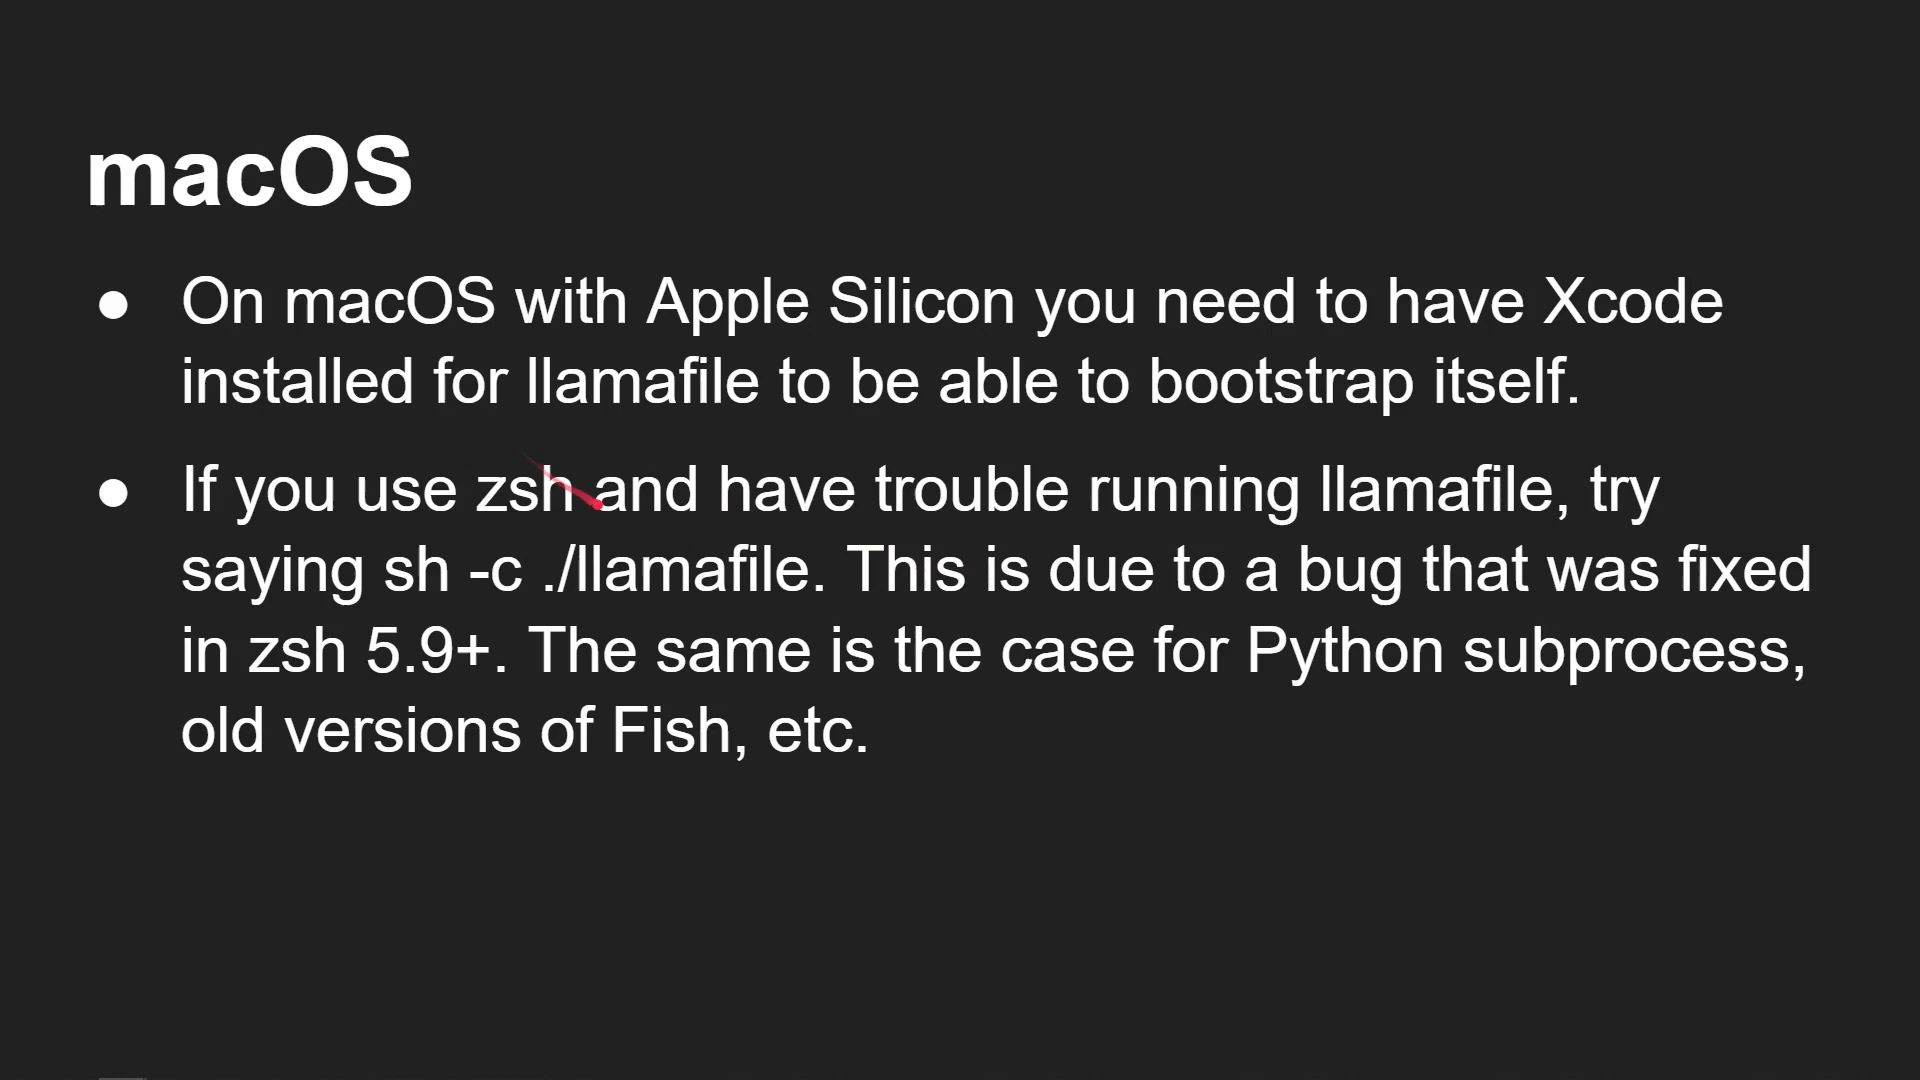 macOS
● On macOS with Apple Silicon you need to have Xcode
installed for llamafile to be able to bootstrap itself.
● If you use zsh and have trouble running llamafile, try
saying sh -c ./llamafile. This is due to a bug that was fixed
in zsh 5.9+. The same is the case for Python subprocess,
old versions of Fish, etc.